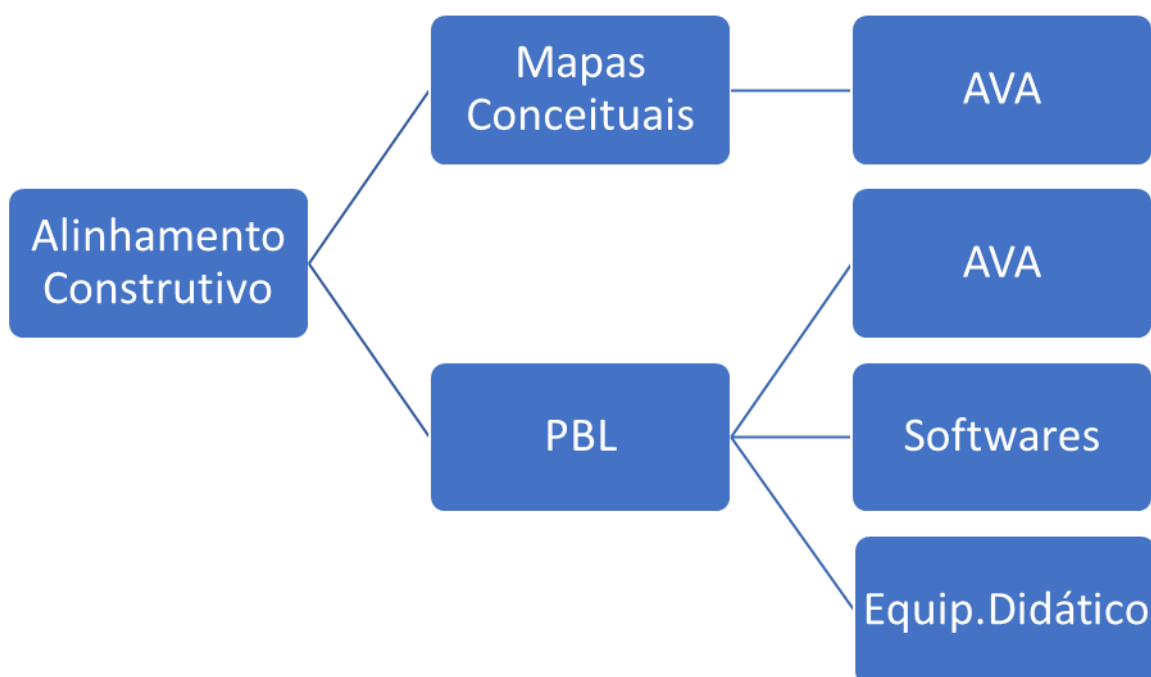 Alinhamento
Construtivo
Mapas
Conceituais
AVA
PBL
AVA
Softwares
Equip.Didático